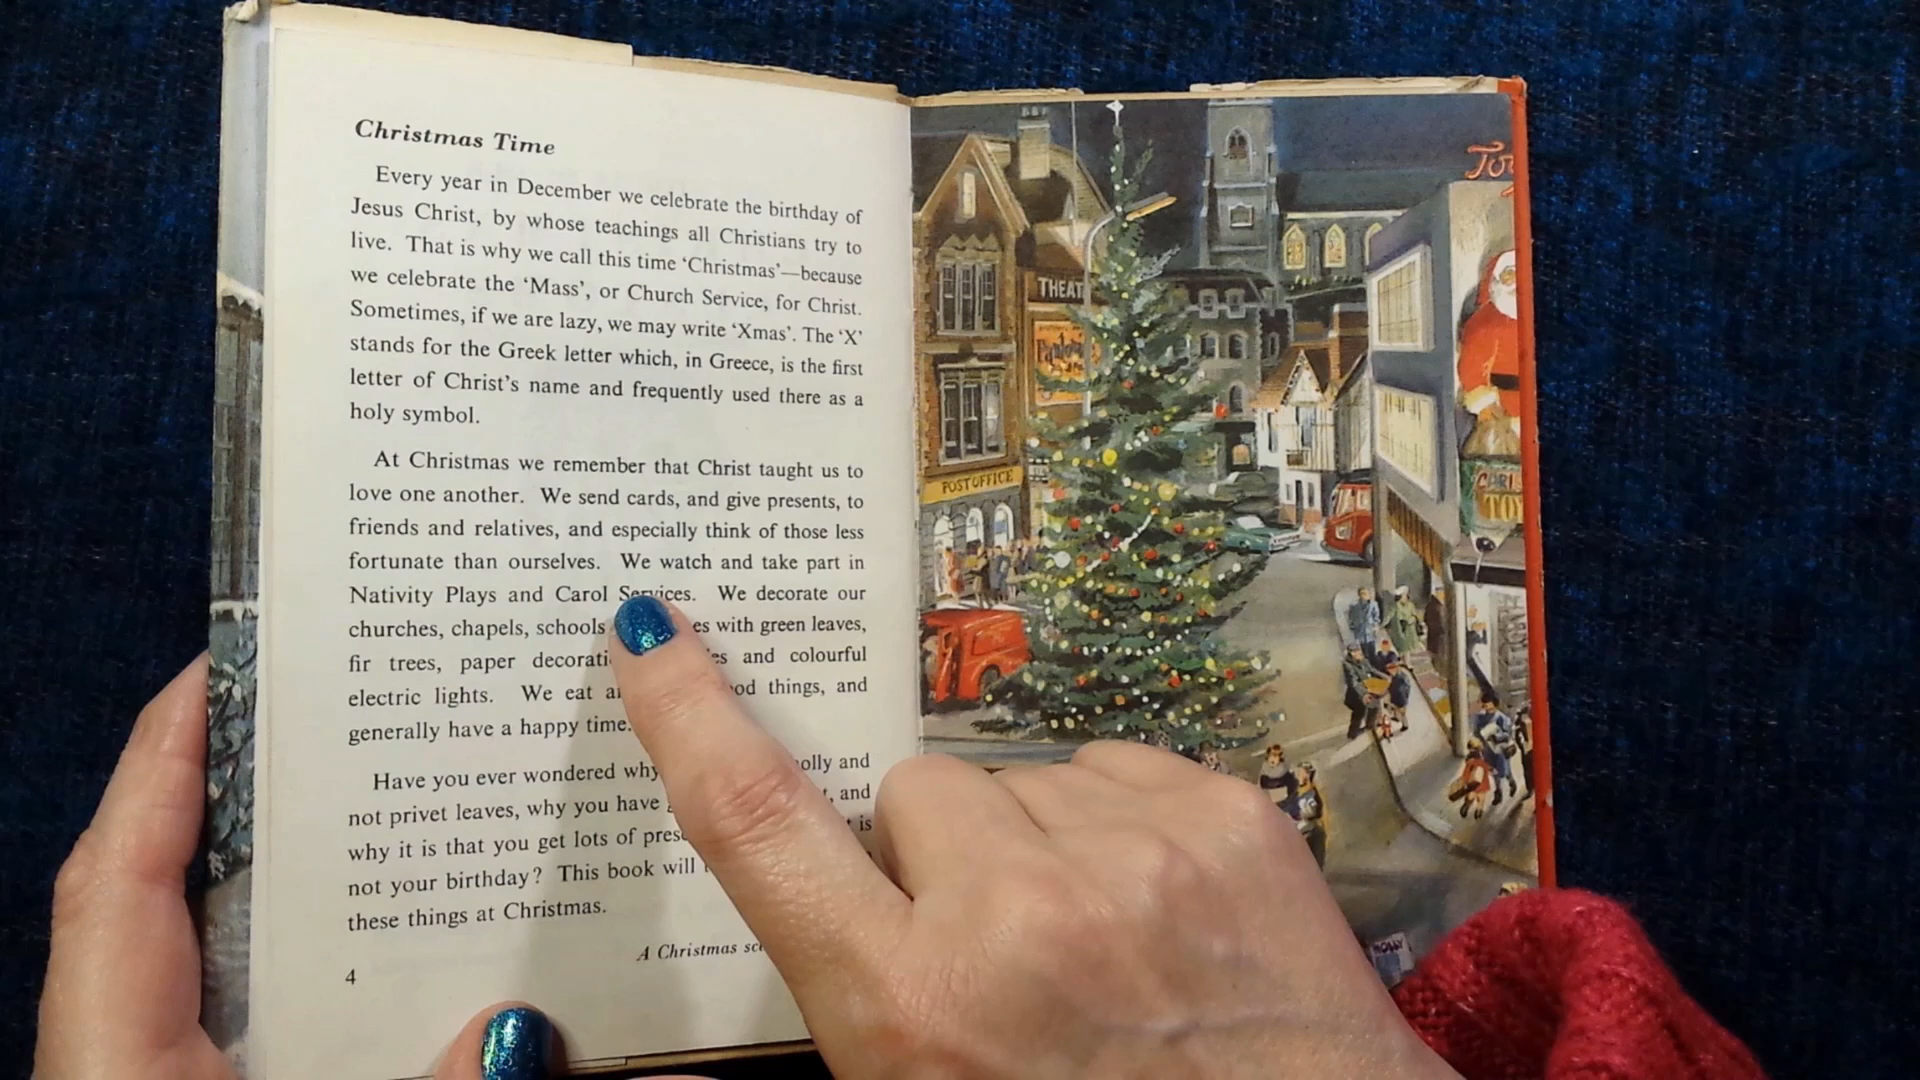 Christmas Time
Every year in December we celebrate the birthday of
Jesus Christ, by whose teachings all Christians try to
live. That is why we call this time ‘Christmas’—because
we celebrate the ‘Mass’, or Church Service, for Christ.
Sometimes, if we are lazy, we may write ‘Xmas’. The ‘X’
stands for the Greek letter which, in Greece, is the first
letter of Christ’s name and frequently used there as a
holy symbol.
At Christmas we remember that Christ taught us to
love one another. We send cards, and give presents, to
friends and relatives, and especially think of those less
fortunate than ourselves. We watch and take part in
Nativity Plays and Carol Services. We decorate our
churches, chapels, schools with green leaves,
fir trees, paper and colourful
electric lights. We eat things, and
generally have a happy time.
Have you ever wondered why and
not privet leaves, why you have and
why it is that you get lots of is
not your birthday? This book will
these things at Christmas.
A Christmas
4
THEAT
POST OFFICE
TOY
HOLLY